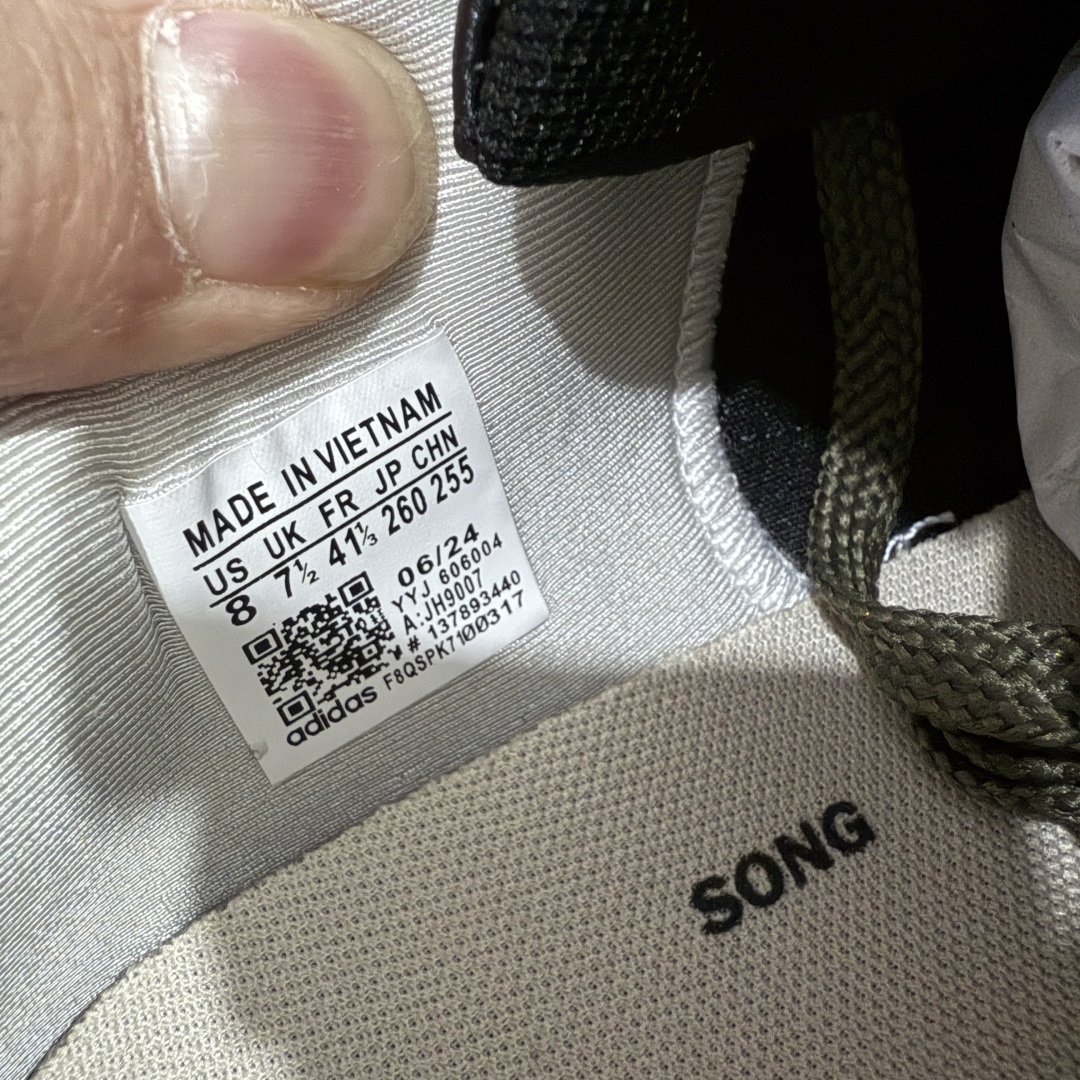 MADE IN VIETNAM
US UK FR JP CHN
8 7½ 41⅓ 260 255
06/24
YYJ 606004
A:JH9007
# 137893440
F8QSPK7100317
adidas
SONG